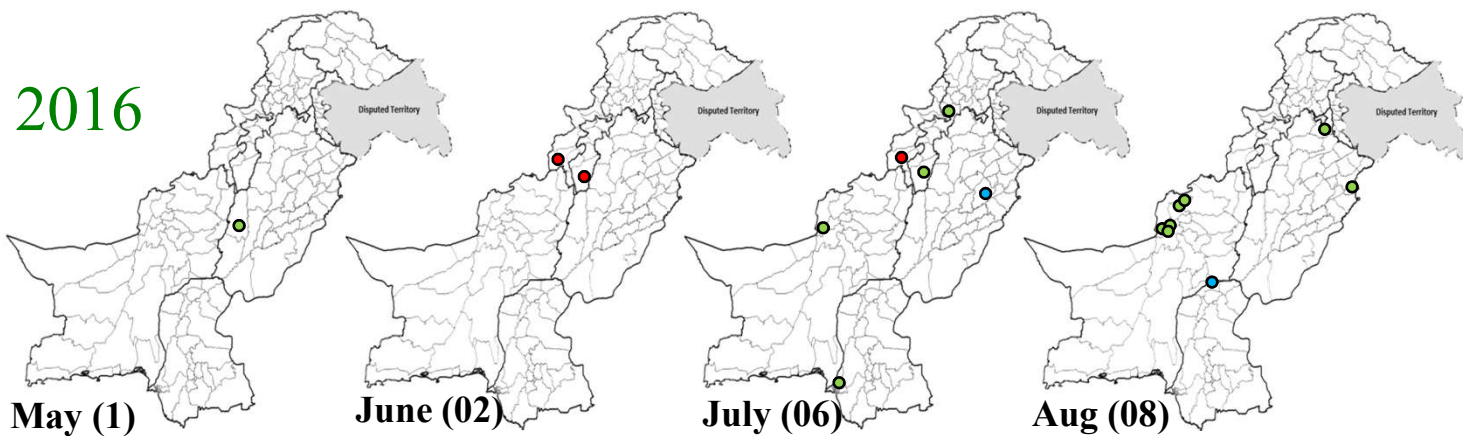 2016
Disputed Territory
Disputed Territory
Disputed Territory
Disputed Territory
May (1)
June (02)
July (06)
Aug (08)